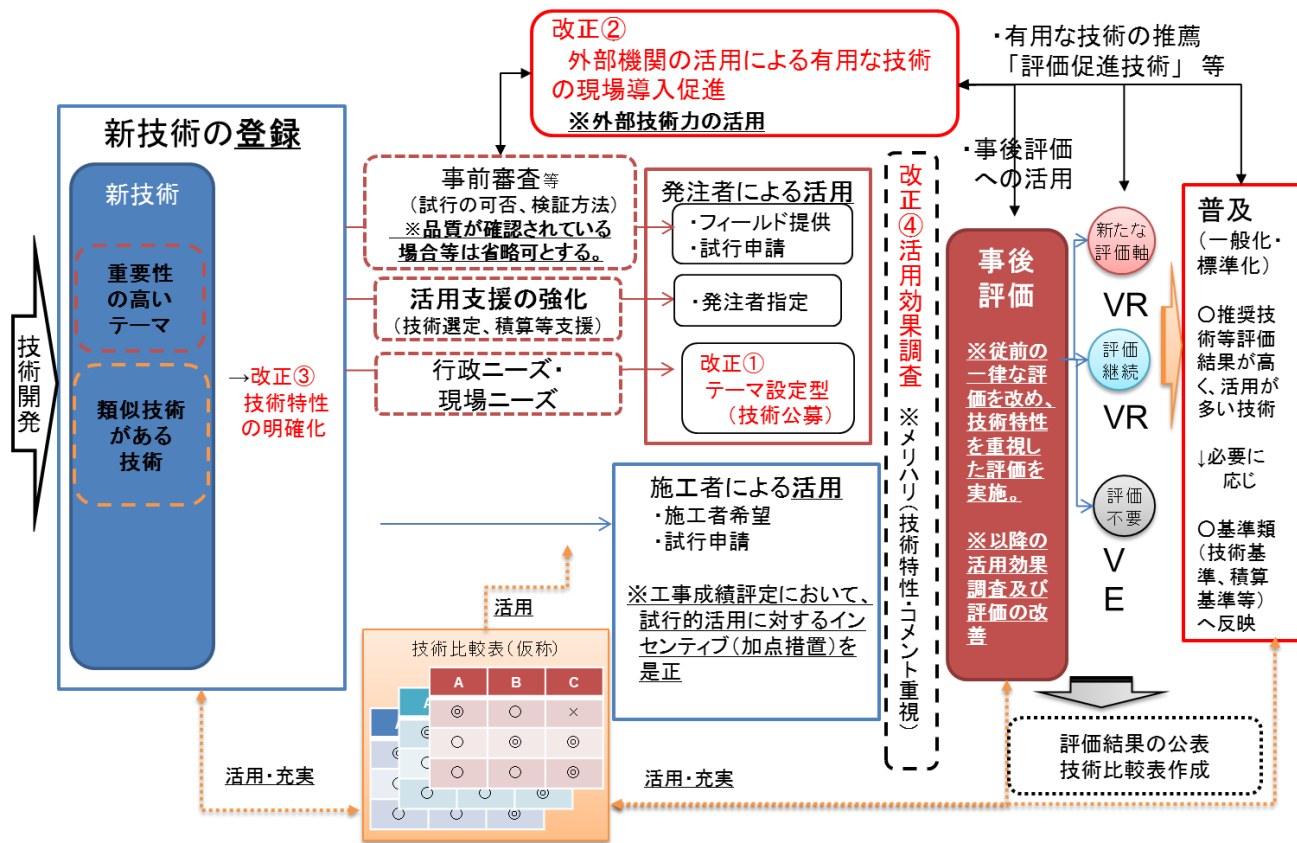 改正②
外部機関の活用による有用な技術
の現場導入促進
※外部技術力の活用
・有用な技術の推薦
「評価促進技術」 等
・事後評価
への活用
技術開発
新技術の登録
新技術
重要性
の高い
テーマ
類似技術
がある
技術
→改正③
技術特性
の明確化
事前審査等
(試行の可否、検証方法)
※品質が確認されている
場合等は省略可とする。
活用支援の強化
(技術選定、積算等支援)
行政ニーズ・
現場ニーズ
発注者による活用
・フィールド提供
・試行申請
・発注者指定
改正①
テーマ設定型
(技術公募)
施工者による活用
・施工者希望
・試行申請
※工事成績評定において、
試行的活用に対するイン
センティブ(加点措置)を
是正
改正④活用効果調査
※メリハリ(技術特性・コメント重視)
事後
評価
※従前の
一律な評
価を改め、
技術特性
を重視し
た評価を
実施。
※以降の
活用効果
調査及び
評価の改
善
新たな
評価軸
VR
評価
継続
VR
評価
不要
V
E
普及
(一般化・
標準化)
○推奨技
術等評価
結果が高
く、活用が
多い技術
↓必要に
応じ
○基準類
(技術基
準、積算
基準等)
へ反映
評価結果の公表
技術比較表作成
活用
技術比較表(仮称)
A B C
◎ ○ ×
○ ◎ ◎
○ ○ ◎
A
○ ○ ◎
○ ○ ◎
活用・充実
活用・充実